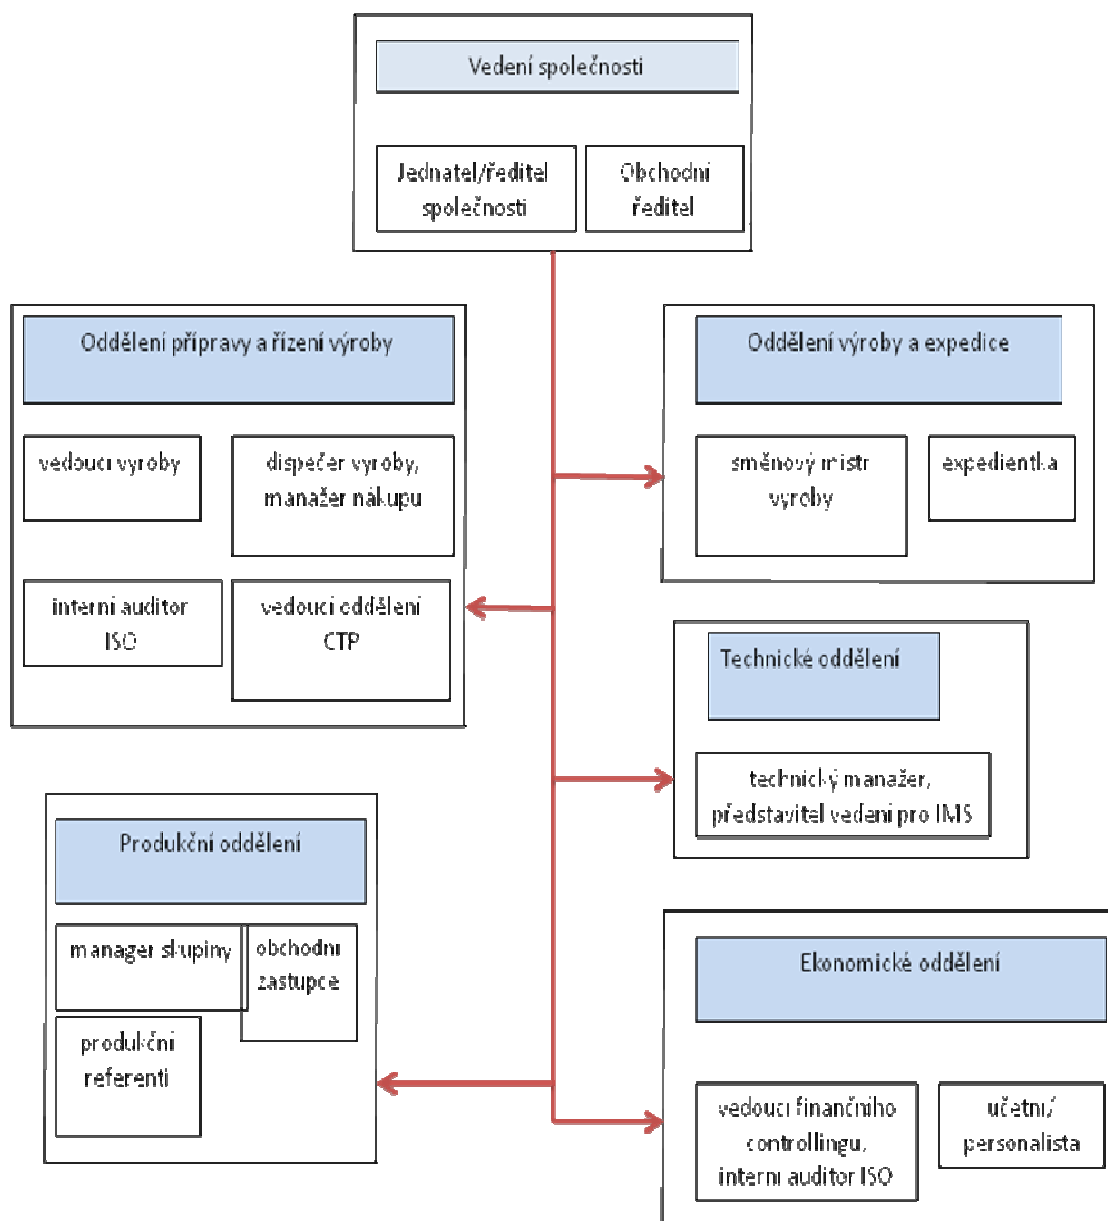 Vedení společnosti
Jednatel/ředitel
společnosti
Obchodní
ředitel
Oddělení přípravy a řízení výroby
vedoucí výroby
dispečer výroby,
manažer nákupu
interní auditor
ISO
vedoucí oddělení
CTP
Oddělení výroby a expedice
směnový mistr
výroby
expedientka
Technické oddělení
technický manažer,
představitel vedení pro IMS
Produkční oddělení
manager skupiny
obchodní
zástupce
produkční
referenti
Ekonomické oddělení
vedoucí finančního
controllingu,
interní auditor ISO
účetní/
personalista